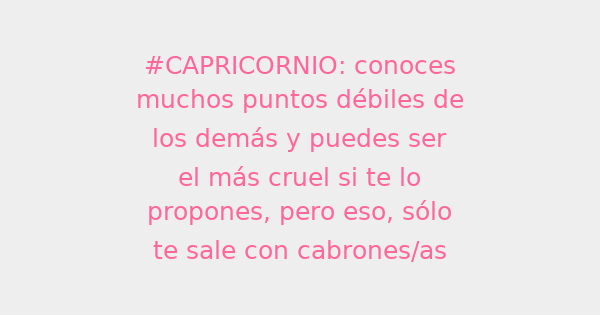 #CAPRICORNIO: conoces
muchos puntos débiles de
los demás y puedes ser
el más cruel si te lo
propones, pero eso, sólo
te sale con cabrones/as